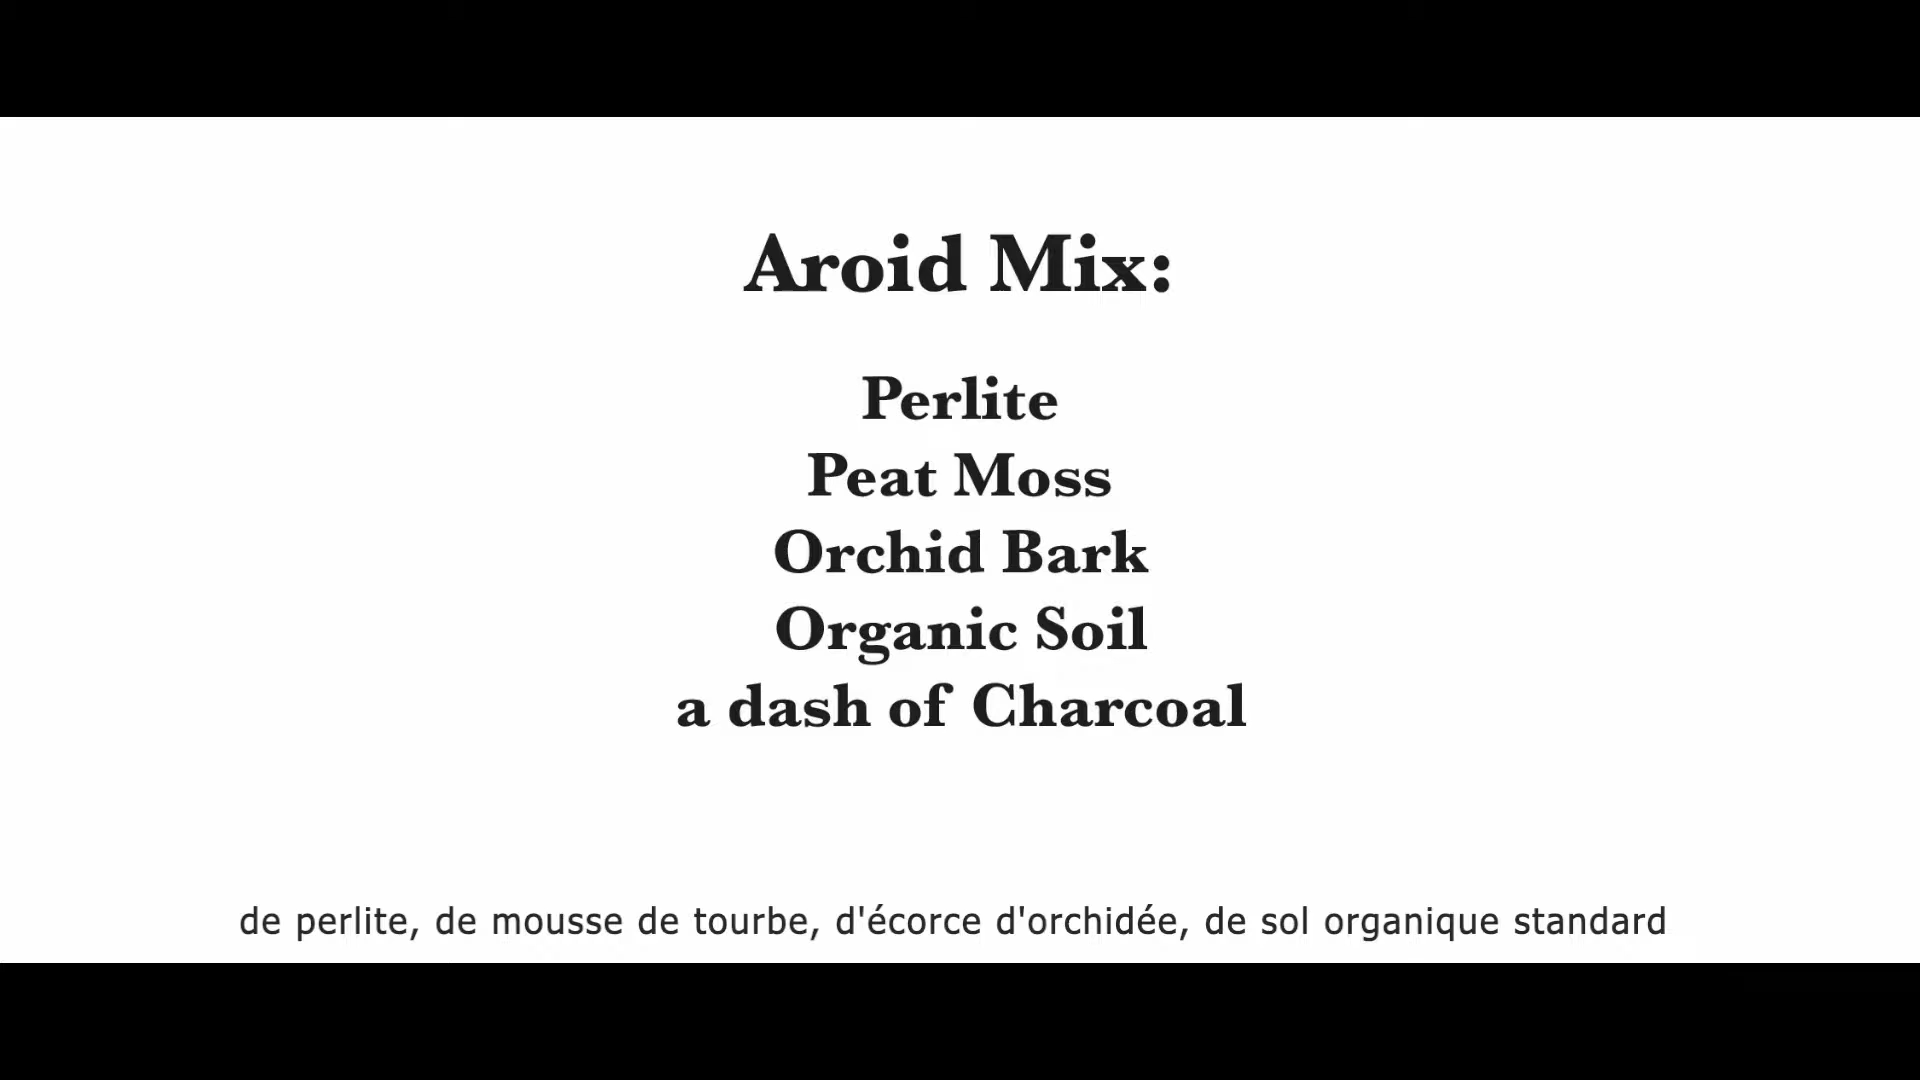 Aroid Mix:
Perlite
Peat Moss
Orchid Bark
Organic Soil
a dash of Charcoal
de perlite, de mousse de tourbe, d'écorce d'orchidée, de sol organique standard